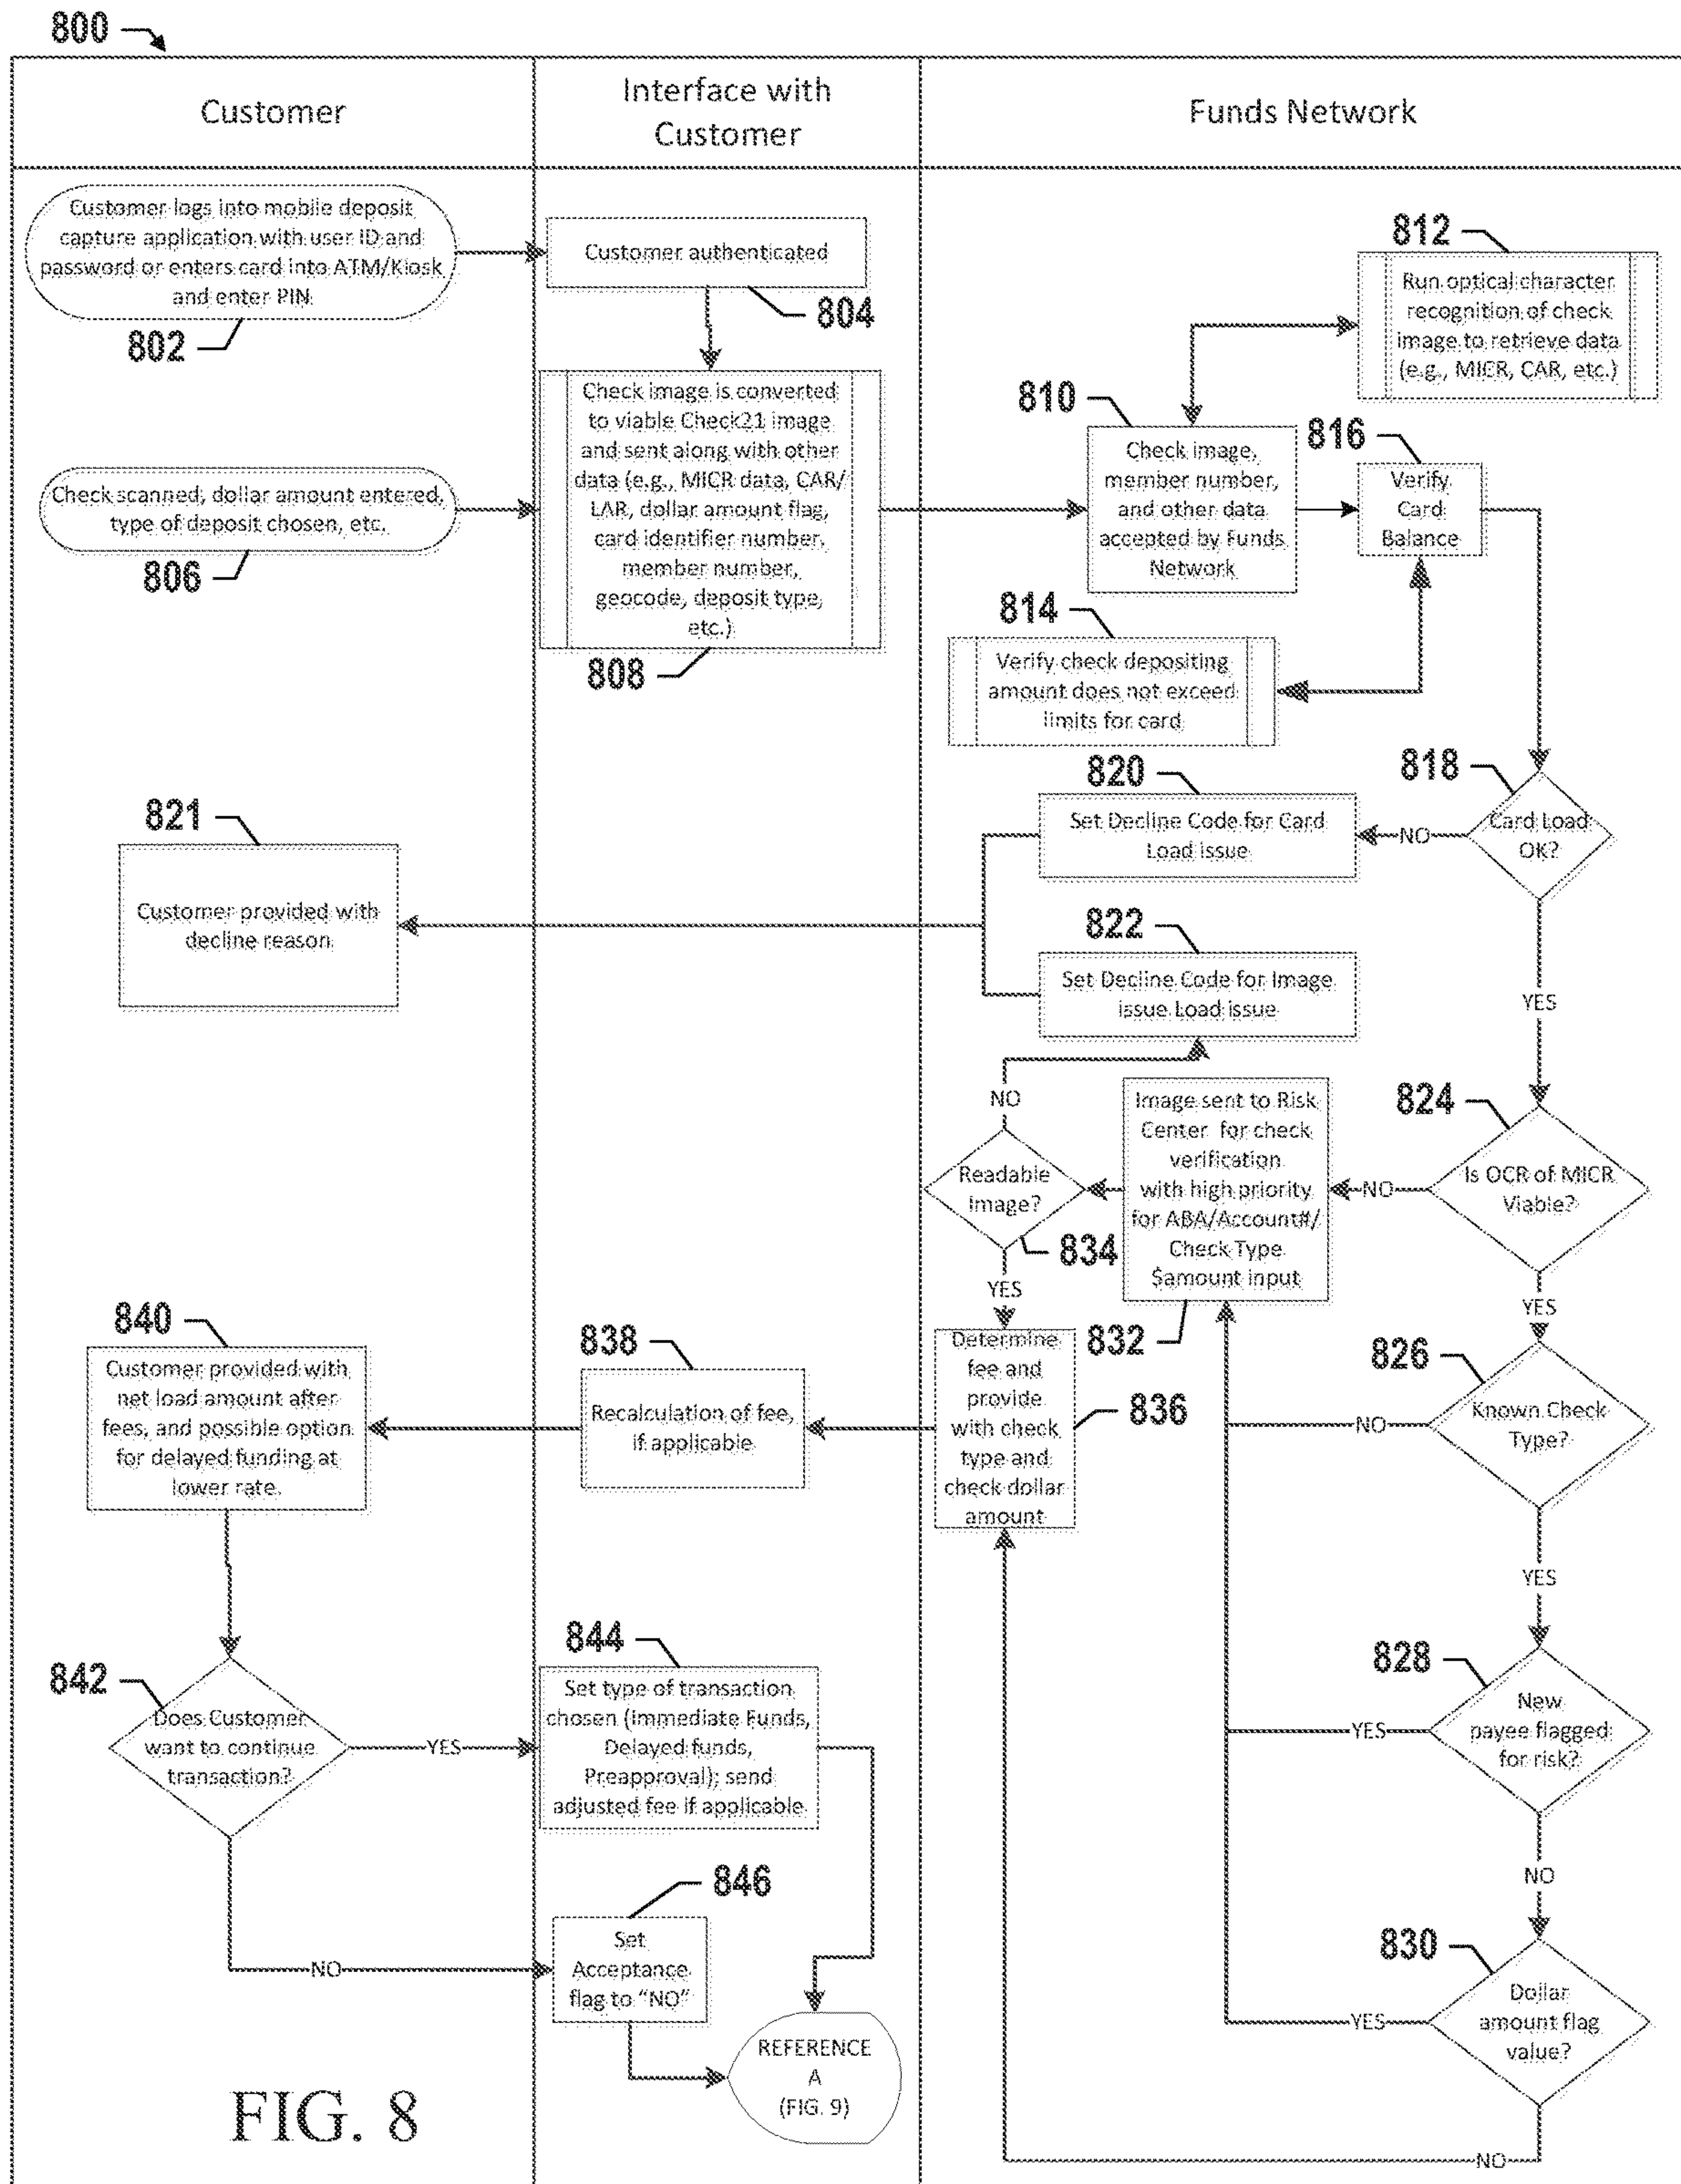 800
Customer
Interface with
Customer
Funds Network
Customer logs into mobile deposit
capture application with user ID and
password or enters card into ATM/Kiosk
and enter PIN.
802
Customer authenticated
804
812
Run optical character
recognition of check
image to retrieve data
(e.g., MICR, CAR, etc.)
Check scanned, dollar amount entered,
type of deposit chosen, etc.
806
Check image is converted
to viable Check21 image
and sent along with other
data (e.g., MICR data, CAR/
LAR, dollar amount flag,
card identifier number,
member number,
geocode, deposit type,
etc.)
808
810
Check image,
member number,
and other data
accepted by Funds
Network
816
Verify
Card
Balance
814
Verify check depositing
amount does not exceed
limits for card
818
Card Load
OK?
NO
YES
820
Set Decline Code for Card
Load issue
821
Customer provided with
decline reason
822
Set Decline Code for Image
issue Load issue
824
Is OCR of MICR
Viable?
NO
YES
Image sent to Risk
Center for check
verification
with high priority
for ABA/Account#/
Check Type
$amount input
832
Readable
Image?
834
NO
YES
826
Known Check
Type?
NO
YES
Determine
fee and
provide
with check
type and
check dollar
amount
836
838
Recalculation of fee,
if applicable
840
Customer provided with
net load amount after
fees, and possible option
for delayed funding at
lower rate.
828
New
payee flagged
for risk?
YES
NO
842
Does Customer
want to continue
transaction?
YES
NO
844
Set type of transaction
chosen (Immediate Funds,
Delayed funds,
Preapproval); send
adjusted fee if applicable
846
Set
Acceptance
flag to "NO"
830
Dollar
amount flag
value?
YES
NO
REFERENCE
A
(FIG. 9)
FIG. 8